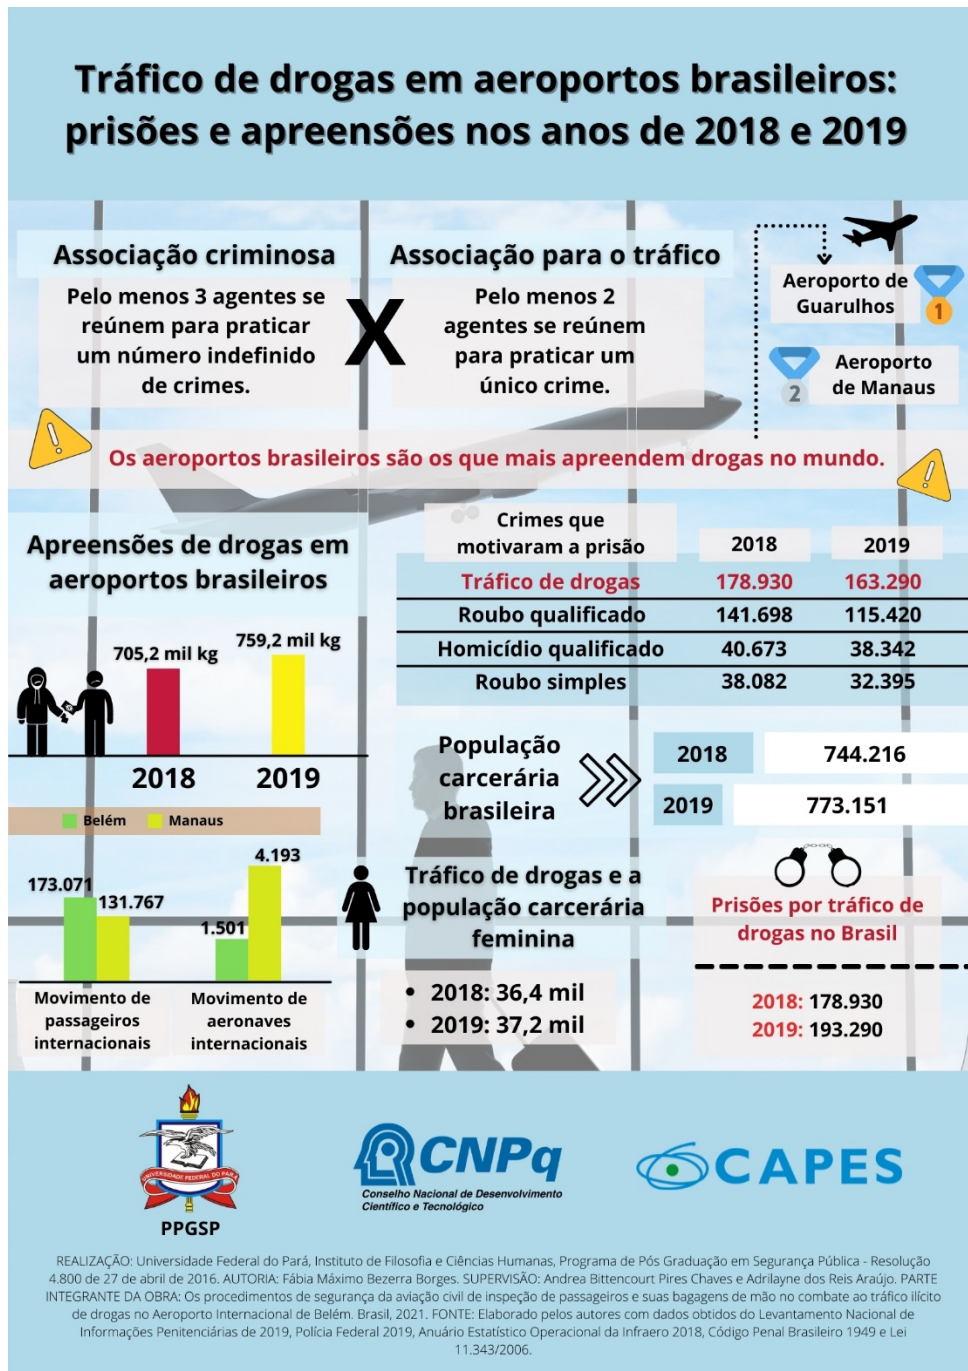 Tráfico de drogas em aeroportos brasileiros:
prisões e apreensões nos anos de 2018 e 2019
Associação criminosa
Pelo menos 3 agentes se
reúnem para praticar
um número indefinido
de crimes.
X
Associação para o tráfico
Pelo menos 2
agentes se reúnem
para praticar um
único crime.
Aeroporto de
Guarulhos
1
2
Aeroporto
de Manaus
Os aeroportos brasileiros são os que mais apreendem drogas no mundo.
Apreensões de drogas em
aeroportos brasileiros
705,2 mil kg
759,2 mil kg
2018
2019
Crimes que
motivaram a prisão
2018
2019
Tráfico de drogas 178.930 163.290
Roubo qualificado 141.698 115.420
Homicídio qualificado 40.673 38.342
Roubo simples 38.082 32.395
População
carcerária
brasileira
2018 744.216
2019 773.151
Belém Manaus
173.071
131.767
1.501
4.193
Movimento de
passageiros
internacionais
Movimento de
aeronaves
internacionais
Tráfico de drogas e a
população carcerária
feminina
• 2018: 36,4 mil
• 2019: 37,2 mil
Prisões por tráfico de
drogas no Brasil
2018: 178.930
2019: 193.290
UNIVERSIDADE FEDERAL DO PARÁ
PPGSP
CNPq
Conselho Nacional de Desenvolvimento
Científico e Tecnológico
CAPES
REALIZAÇÃO: Universidade Federal do Pará, Instituto de Filosofia e Ciências Humanas, Programa de Pós Graduação em Segurança Pública - Resolução
4.800 de 27 de abril de 2016. AUTORIA: Fábia Máximo Bezerra Borges. SUPERVISÃO: Andrea Bittencourt Pires Chaves e Adrilayne dos Reis Araújo. PARTE
INTEGRANTE DA OBRA: Os procedimentos de segurança da aviação civil de inspeção de passageiros e suas bagagens de mão no combate ao tráfico ilícito
de drogas no Aeroporto Internacional de Belém. Brasil, 2021. FONTE: Elaborado pelos autores com dados obtidos do Levantamento Nacional de
Informações Penitenciárias de 2019, Polícia Federal 2019, Anuário Estatístico Operacional da Infraero 2018, Código Penal Brasileiro 1949 e Lei
11.343/2006.